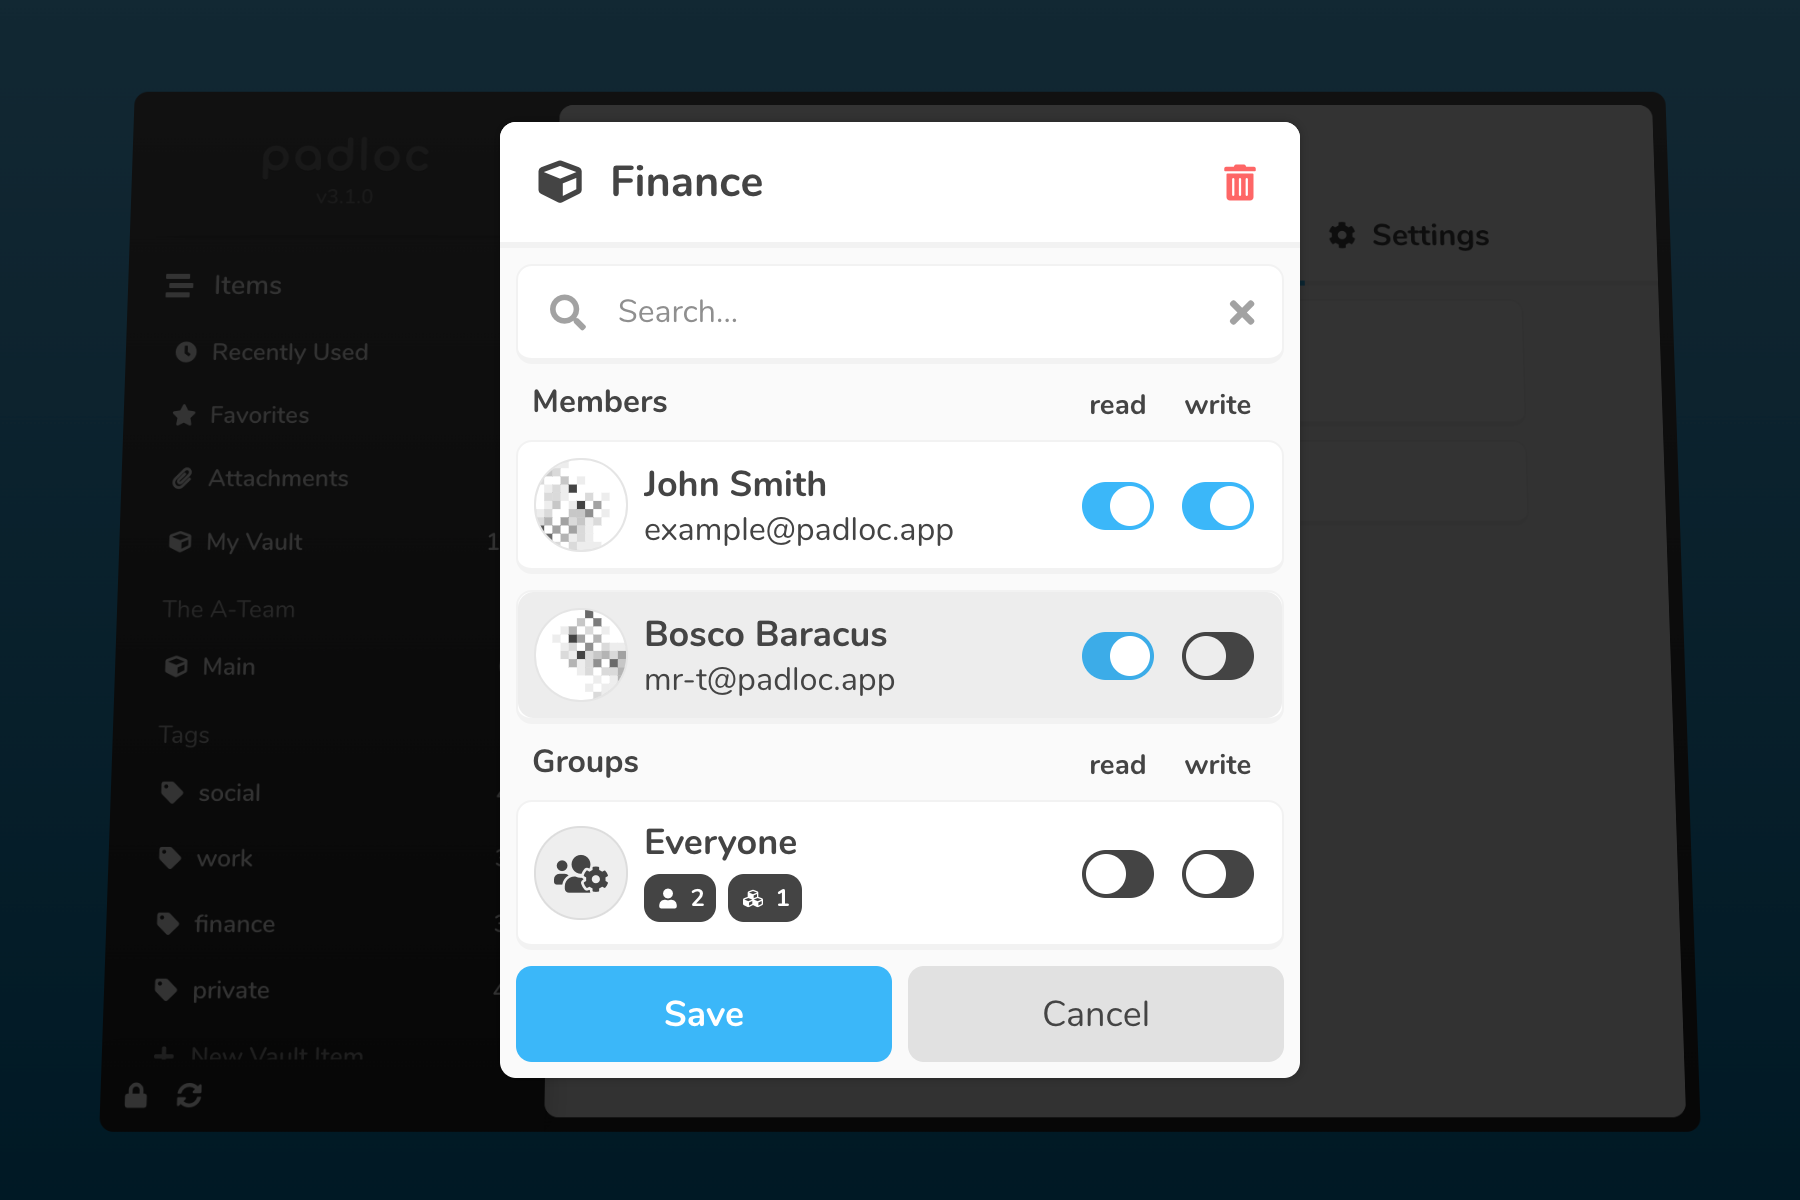 padloc
v3.1.0
Items
Recently Used
Favorites
Attachments
My Vault
The A-Team
Main
Tags
social
work
finance
private
New Vault Item
Settings
Finance
Search...
Members read write
John Smith
example@padloc.app
Bosco Baracus
mr-t@padloc.app
Groups read write
Everyone
2 1
Save Cancel